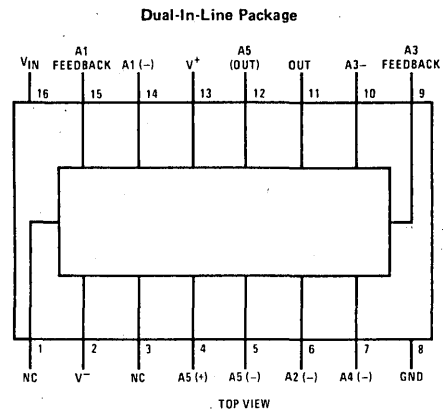 Dual-In-Line Package
VIN A1 FEEDBACK A1 (–) V+ A5 (OUT) OUT A3– A3 FEEDBACK
16 15 14 13 12 11 10 9
1 2 3 4 5 6 7 8
NC V– NC A5 (+) A5 (–) A2 (–) A4 (–) GND
TOP VIEW